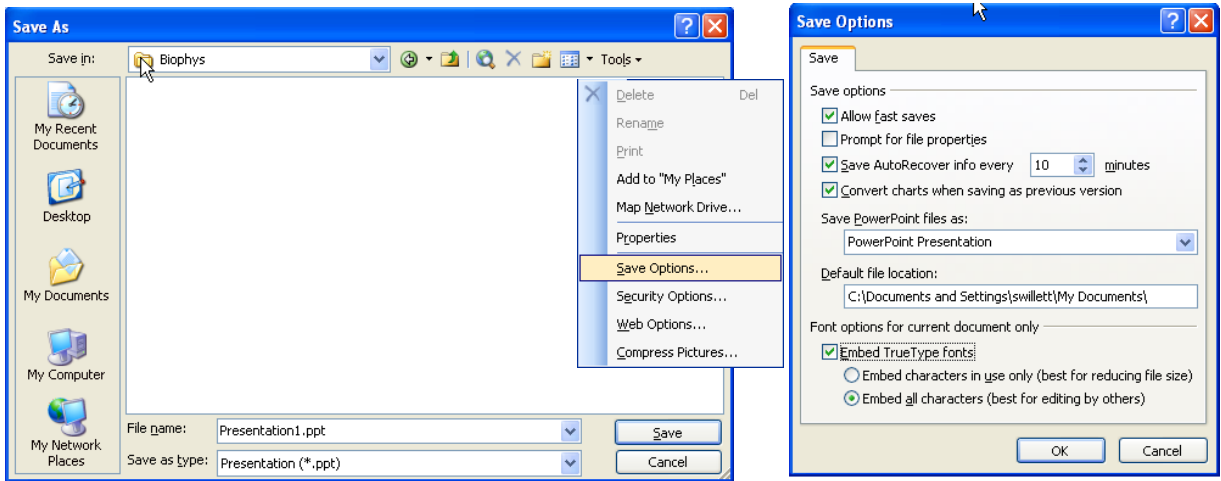 Save As
Save in:
Biophys
Tools
My Recent
Documents
Desktop
My Documents
My Computer
My Network
Places
Delete Del
Rename
Print
Add to "My Places"
Map Network Drive...
Properties
Save Options...
Security Options...
Web Options...
Compress Pictures...
File name: Presentation1.ppt Save
Save as type: Presentation (*.ppt) Cancel
Save Options
Save
Save options
Allow fast saves
Prompt for file properties
Save AutoRecover info every 10 minutes
Convert charts when saving as previous version
Save PowerPoint files as:
PowerPoint Presentation
Default file location:
C:\Documents and Settings\swillett\My Documents\
Font options for current document only
Embed TrueType fonts
Embed characters in use only (best for reducing file size)
Embed all characters (best for editing by others)
OK Cancel